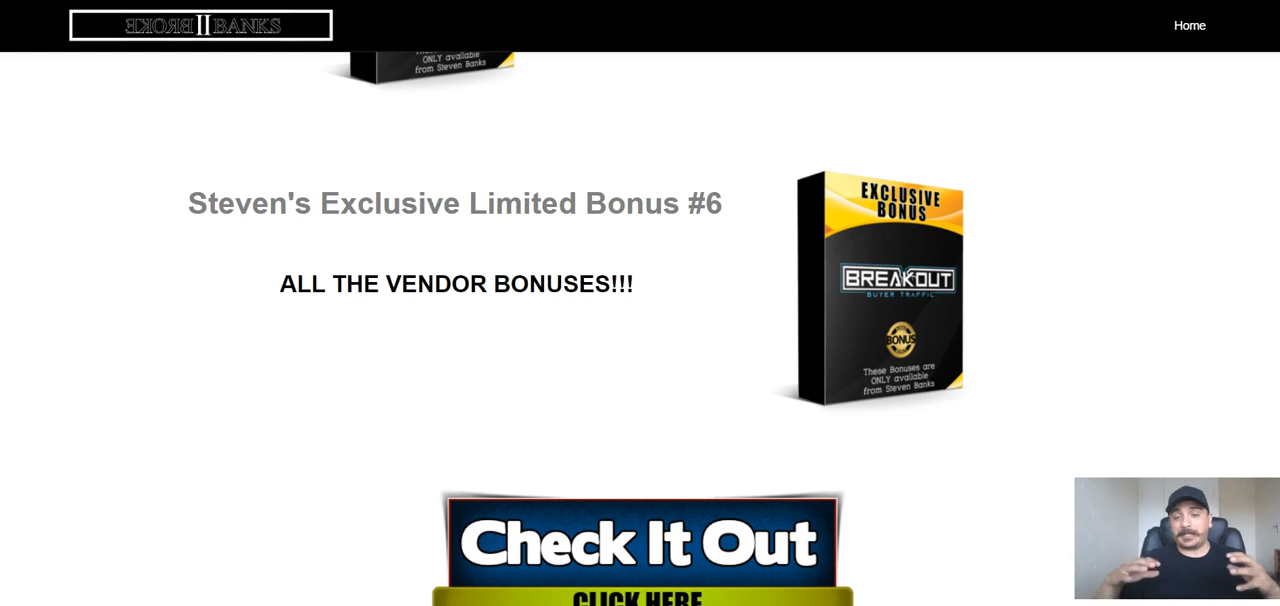 BROKE II BANKS
Home
ONLY available
from Steven Banks
Steven's Exclusive Limited Bonus #6
ALL THE VENDOR BONUSES!!!
EXCLUSIVE
BONUS
BREAKOUT
BUYER TRAFFIC
BONUS
These Bonuses are
ONLY available
from Steven Banks
Check It Out
CLICK HERE